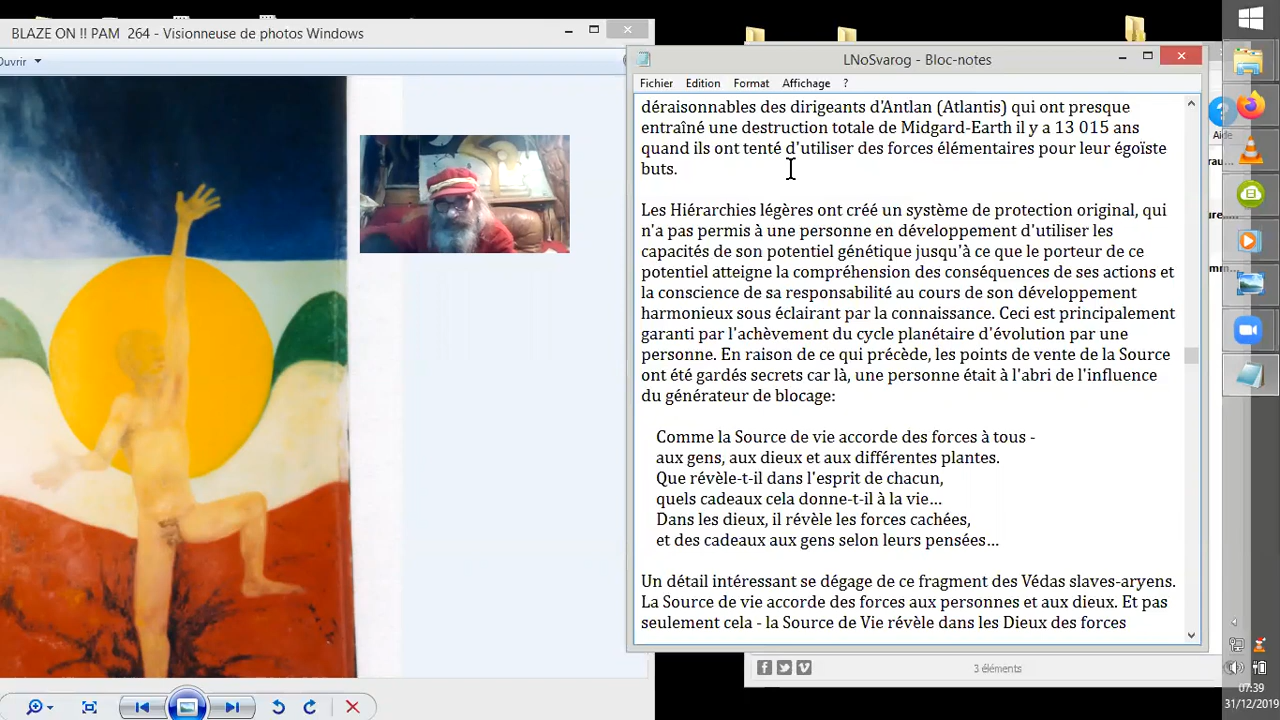 BLAZE ON !! PAM 264 - Visionneuse de photos Windows
Ouvrir
LNoSvarog - Bloc-notes
Fichier Edition Format Affichage ?
déraisonnables des dirigeants d'Antlan (Atlantis) qui ont presque
entraîné une destruction totale de Midgard-Earth il y a 13 015 ans
quand ils ont tenté d'utiliser des forces élémentaires pour leur égoïste
buts.
Les Hiérarchies légères ont créé un système de protection original, qui
n'a pas permis à une personne en développement d'utiliser les
capacités de son potentiel génétique jusqu'à ce que le porteur de ce
potentiel atteigne la compréhension des conséquences de ses actions et
la conscience de sa responsabilité au cours de son développement
harmonieux sous éclairant par la connaissance. Ceci est principalement
garanti par l'achèvement du cycle planétaire d'évolution par une
personne. En raison de ce qui précède, les points de vente de la Source
ont été gardés secrets car là, une personne était à l'abri de l'influence
du générateur de blocage:
Comme la Source de vie accorde des forces à tous -
aux gens, aux dieux et aux différentes plantes.
Que révèle-t-il dans l'esprit de chacun,
quels cadeaux cela donne-t-il à la vie...
Dans les dieux, il révèle les forces cachées,
et des cadeaux aux gens selon leurs pensées...
Un détail intéressant se dégage de ce fragment des Védas slaves-aryens.
La Source de vie accorde des forces aux personnes et aux dieux. Et pas
seulement cela - la Source de Vie révèle dans les Dieux des forces
3 éléments
Aide
07:39
31/12/2019